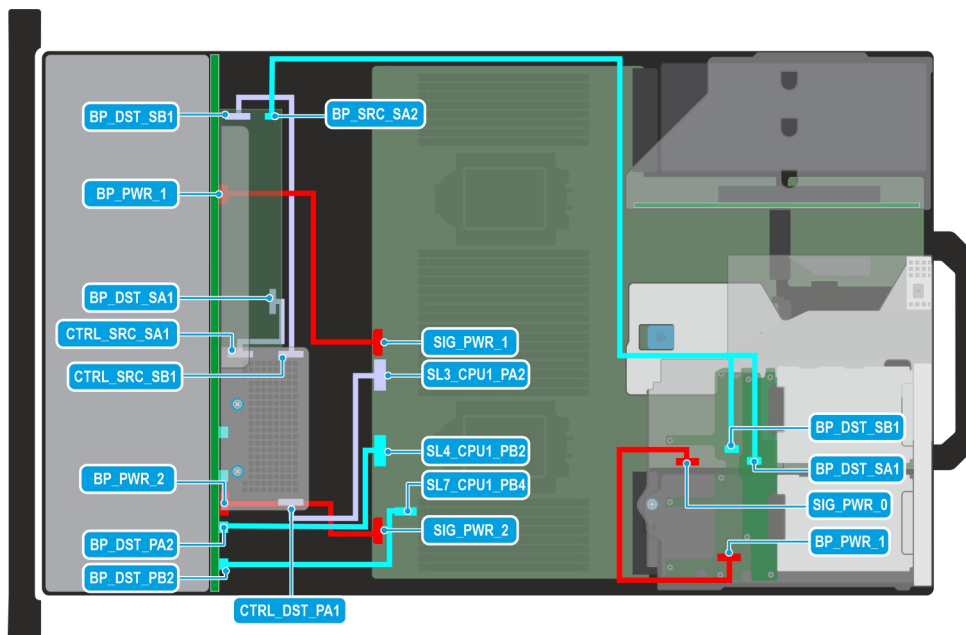 BP_DST_SB1
BP_SRC_SA2
BP_PWR_1
BP_DST_SA1
CTRL_SRC_SA1
SIG_PWR_1
CTRL_SRC_SB1
SL3_CPU1_PA2
BP_DST_SB1
SL4_CPU1_PB2
BP_DST_SA1
BP_PWR_2
SL7_CPU1_PB4
SIG_PWR_0
SIG_PWR_2
BP_DST_PA2
BP_PWR_1
BP_DST_PB2
CTRL_DST_PA1